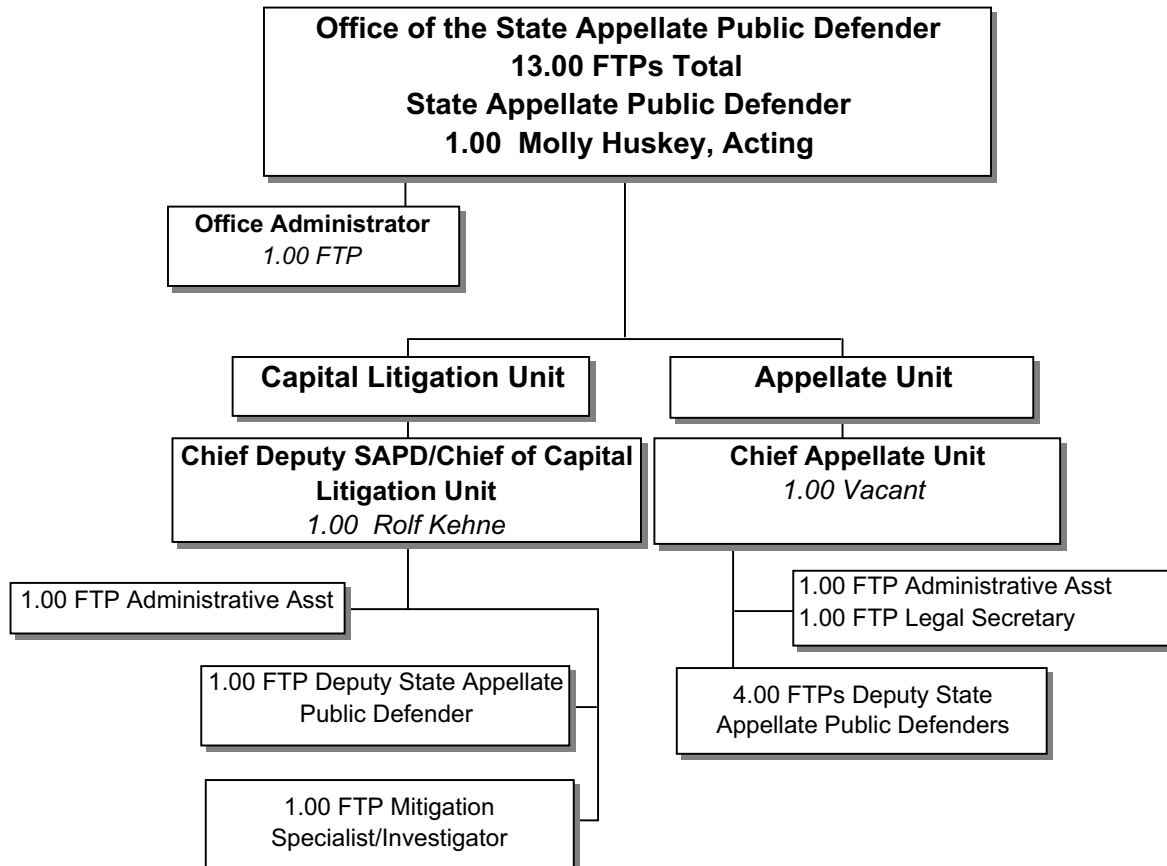 Office of the State Appellate Public Defender
13.00 FTPs Total
State Appellate Public Defender
1.00 Molly Huskey, Acting
Office Administrator
1.00 FTP
Capital Litigation Unit
Appellate Unit
Chief Deputy SAPD/Chief of Capital
Litigation Unit
1.00 Rolf Kehne
Chief Appellate Unit
1.00 Vacant
1.00 FTP Administrative Asst
1.00 FTP Administrative Asst
1.00 FTP Legal Secretary
1.00 FTP Deputy State Appellate
Public Defender
4.00 FTPs Deputy State
Appellate Public Defenders
1.00 FTP Mitigation
Specialist/Investigator